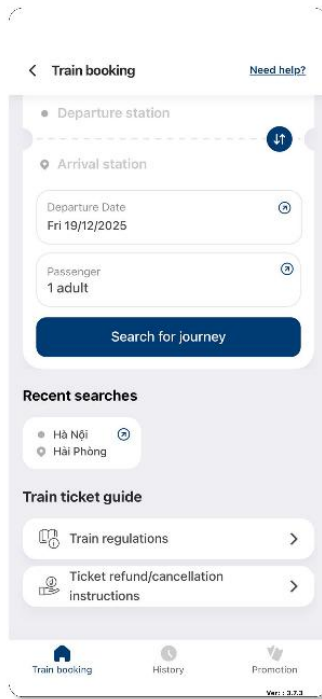 Train booking
Need help?
Departure station
Arrival station
Departure Date
Fri 19/12/2025
Passenger
1 adult
Search for journey
Recent searches
Hà Nội
Hải Phòng
Train ticket guide
Train regulations
Ticket refund/cancellation
instructions
Train booking
History
Promotion
Ver: : 3.7.3